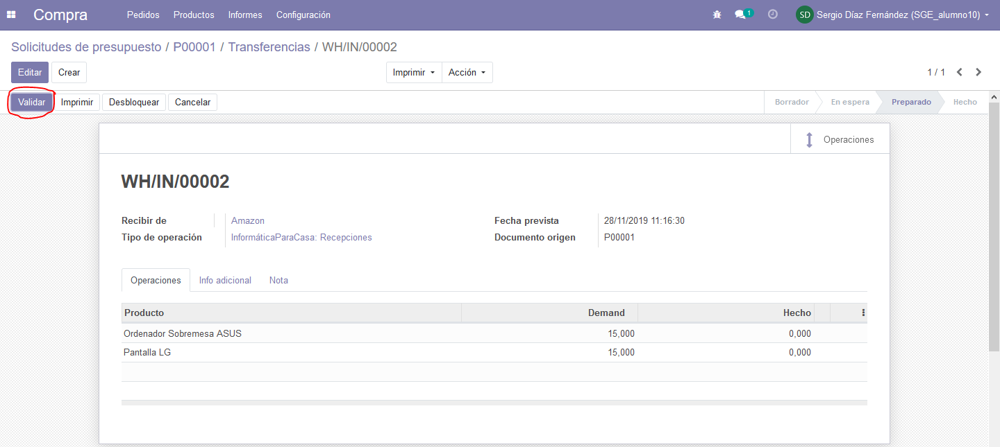 Compra Pedidos Productos Informes Configuración 1 SD Sergio Díaz Fernández (SGE_alumno10)
Solicitudes de presupuesto / P00001 / Transferencias / WH/IN/00002
Editar Crear Imprimir Acción 1 / 1
Validar Imprimir Desbloquear Cancelar Borrador En espera Preparado Hecho
Operaciones
WH/IN/00002
Recibir de Amazon Fecha prevista 28/11/2019 11:16:30
Tipo de operación InformáticaParaCasa: Recepciones Documento origen P00001
Operaciones Info adicional Nota
Producto Demand Hecho
Ordenador Sobremesa ASUS 15,000 0,000
Pantalla LG 15,000 0,000